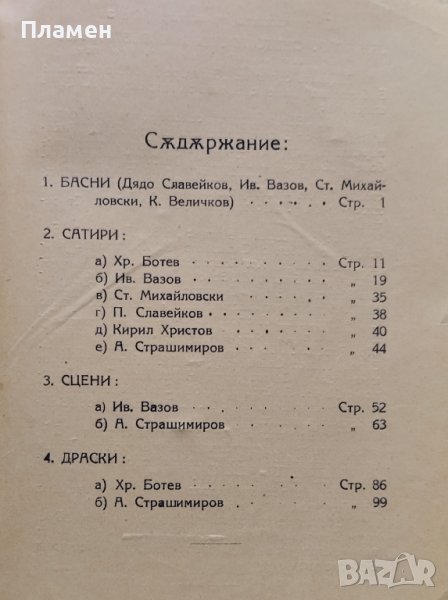 Пламен
Сѫдѫржание:
1. БАСНИ (Дядо Славейков, Ив. Вазов, Ст. Михай-
ловски, К. Величков) · · · · · · Стр. 1
2. САТИРИ:
а) Хр. Ботев · · · · · · · · Стр. 11
б) Ив. Вазов · · · · · · · · „ 19
в) Ст. Михайловски · · · · · · „ 35
г) П. Славейков · · · · · · · „ 38
д) Кирил Христов · · · · · · „ 40
е) А. Страшимиров · · · · · · „ 44
3. СЦЕНИ:
а) Ив. Вазов · · · · · · · · Стр. 52
б) А. Страшимиров · · · · · · „ 63
4. ДРАСКИ:
а) Хр. Ботев · · · · · · · · Стр. 86
б) А. Страшимиров · · · · · · „ 99
BAZAR